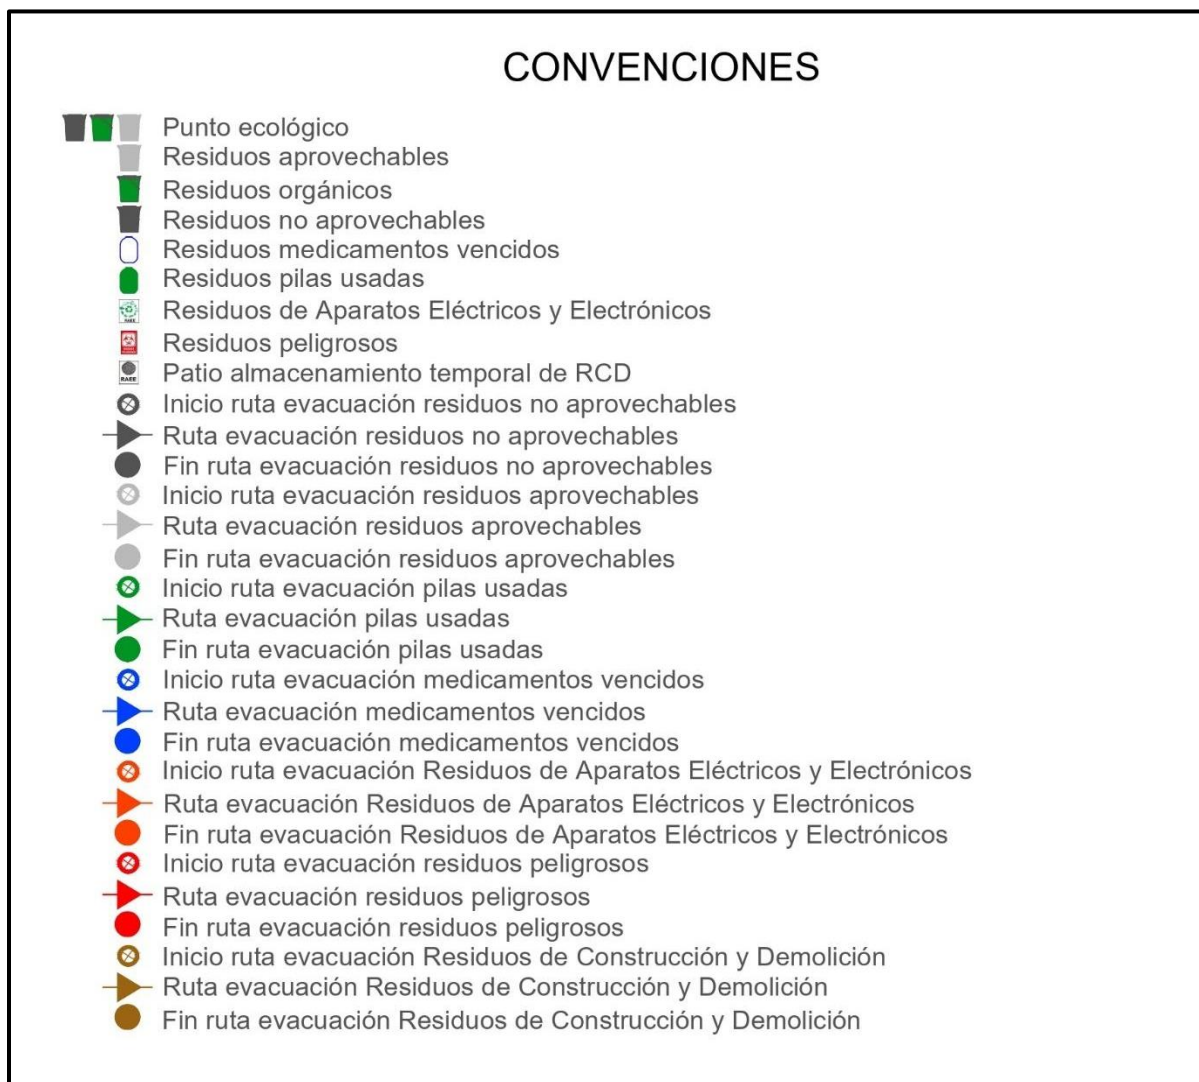 CONVENCIONES
Punto ecológico
Residuos aprovechables
Residuos orgánicos
Residuos no aprovechables
Residuos medicamentos vencidos
Residuos pilas usadas
Residuos de Aparatos Eléctricos y Electrónicos
Residuos peligrosos
RAEE
Patio almacenamiento temporal de RCD
Inicio ruta evacuación residuos no aprovechables
Ruta evacuación residuos no aprovechables
Fin ruta evacuación residuos no aprovechables
Inicio ruta evacuación residuos aprovechables
Ruta evacuación residuos aprovechables
Fin ruta evacuación residuos aprovechables
Inicio ruta evacuación pilas usadas
Ruta evacuación pilas usadas
Fin ruta evacuación pilas usadas
Inicio ruta evacuación medicamentos vencidos
Ruta evacuación medicamentos vencidos
Fin ruta evacuación medicamentos vencidos
Inicio ruta evacuación Residuos de Aparatos Eléctricos y Electrónicos
Ruta evacuación Residuos de Aparatos Eléctricos y Electrónicos
Fin ruta evacuación Residuos de Aparatos Eléctricos y Electrónicos
Inicio ruta evacuación residuos peligrosos
Ruta evacuación residuos peligrosos
Fin ruta evacuación residuos peligrosos
Inicio ruta evacuación Residuos de Construcción y Demolición
Ruta evacuación Residuos de Construcción y Demolición
Fin ruta evacuación Residuos de Construcción y Demolición